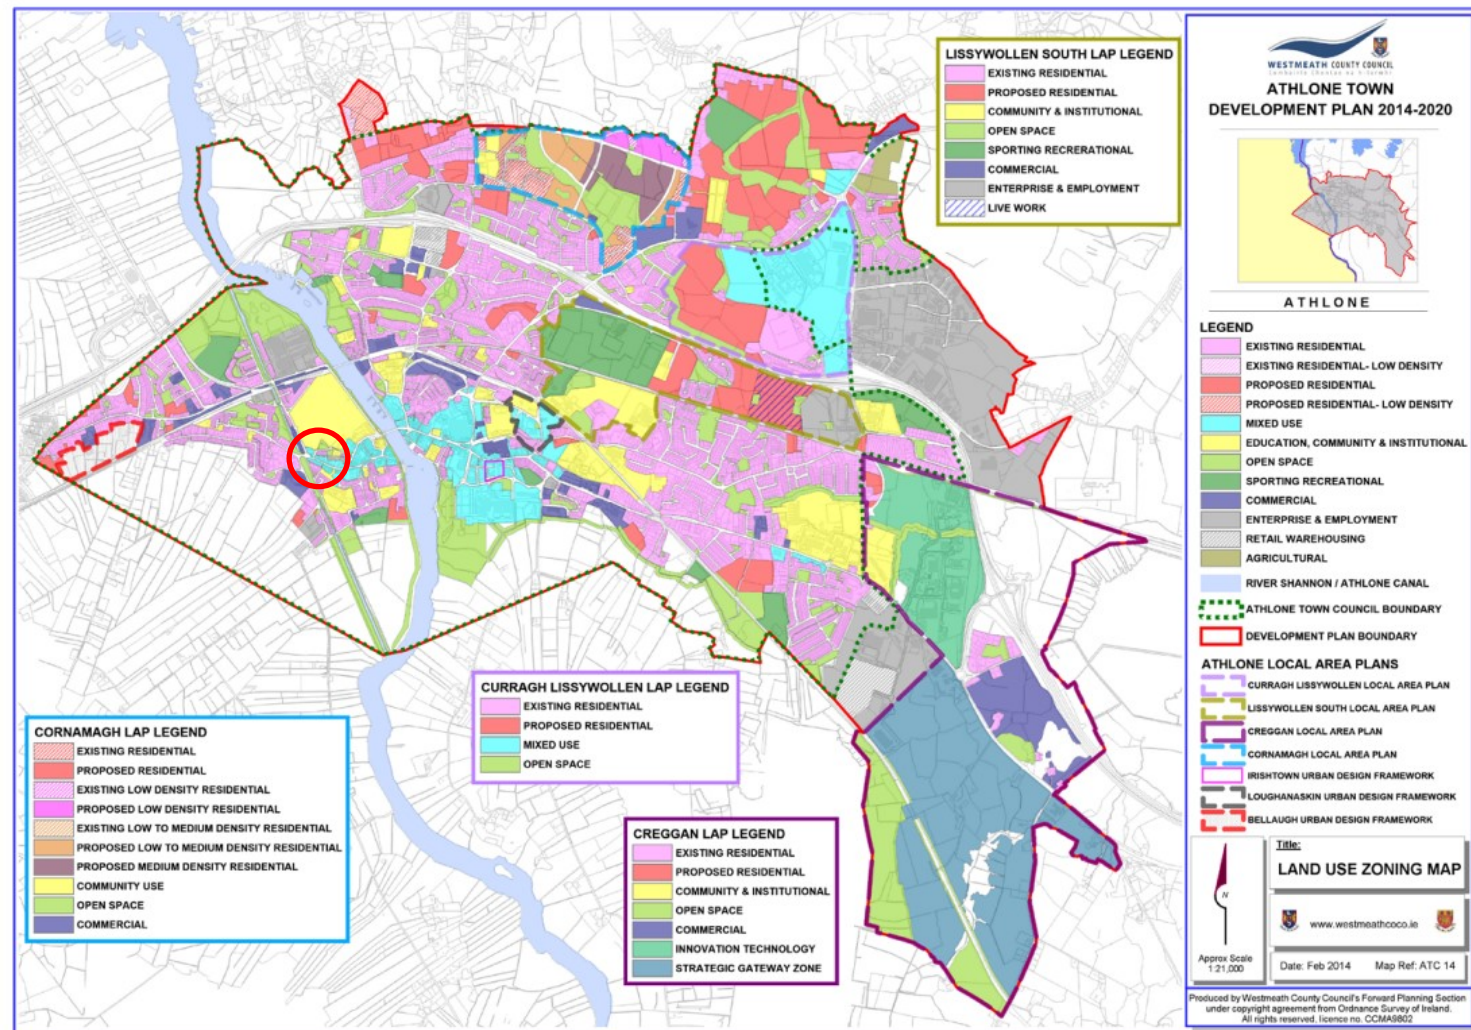 LISSYWOLLEN SOUTH LAP LEGEND
EXISTING RESIDENTIAL
PROPOSED RESIDENTIAL
COMMUNITY & INSTITUTIONAL
OPEN SPACE
SPORTING RECRERATIONAL
COMMERCIAL
ENTERPRISE & EMPLOYMENT
LIVE WORK
WESTMEATH COUNTY COUNCIL
ATHLONE TOWN
DEVELOPMENT PLAN 2014-2020
ATHLONE
LEGEND
EXISTING RESIDENTIAL
EXISTING RESIDENTIAL- LOW DENSITY
PROPOSED RESIDENTIAL
PROPOSED RESIDENTIAL- LOW DENSITY
MIXED USE
EDUCATION, COMMUNITY & INSTITUTIONAL
OPEN SPACE
SPORTING RECREATIONAL
COMMERCIAL
ENTERPRISE & EMPLOYMENT
RETAIL WAREHOUSING
AGRICULTURAL
RIVER SHANNON / ATHLONE CANAL
ATHLONE TOWN COUNCIL BOUNDARY
DEVELOPMENT PLAN BOUNDARY
ATHLONE LOCAL AREA PLANS
CURRAGH LISSYWOLLEN LOCAL AREA PLAN
LISSYWOLLEN SOUTH LOCAL AREA PLAN
CREGGAN LOCAL AREA PLAN
CORNAMAGH LOCAL AREA PLAN
IRISHTOWN URBAN DESIGN FRAMEWORK
LOUGHANASKIN URBAN DESIGN FRAMEWORK
BELLAUGH URBAN DESIGN FRAMEWORK
CURRAGH LISSYWOLLEN LAP LEGEND
EXISTING RESIDENTIAL
PROPOSED RESIDENTIAL
MIXED USE
OPEN SPACE
CORNAMAGH LAP LEGEND
EXISTING RESIDENTIAL
PROPOSED RESIDENTIAL
EXISTING LOW DENSITY RESIDENTIAL
PROPOSED LOW DENSITY RESIDENTIAL
EXISTING LOW TO MEDIUM DENSITY RESIDENTIAL
PROPOSED LOW TO MEDIUM DENSITY RESIDENTIAL
PROPOSED MEDIUM DENSITY RESIDENTIAL
COMMUNITY USE
OPEN SPACE
COMMERCIAL
CREGGAN LAP LEGEND
EXISTING RESIDENTIAL
PROPOSED RESIDENTIAL
COMMUNITY & INSTITUTIONAL
OPEN SPACE
COMMERCIAL
INNOVATION TECHNOLOGY
STRATEGIC GATEWAY ZONE
N
Approx Scale
1:21,000
Title:
LAND USE ZONING MAP
www.westmeathcoco.ie
Date: Feb 2014 Map Ref: ATC 14
Produced by Westmeath County Council's Forward Planning Section
under copyright agreement from Ordnance Survey of Ireland.
All rights reserved, licence no. CCMA9802